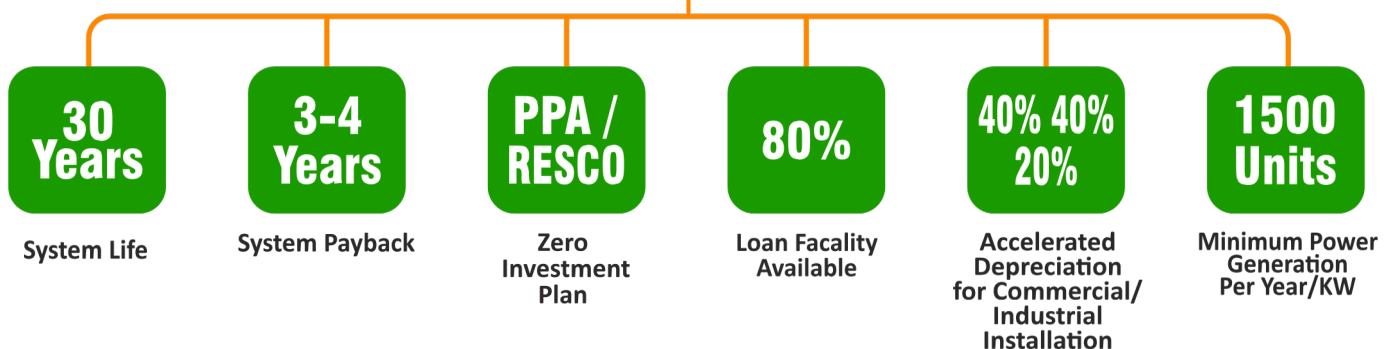 30
Years
System Life
3-4
Years
System Payback
PPA /
RESCO
Zero
Investment
Plan
80%
Loan Facality
Available
40% 40%
20%
Accelerated
Depreciation
for Commercial/
Industrial
Installation
1500
Units
Minimum Power
Generation
Per Year/KW